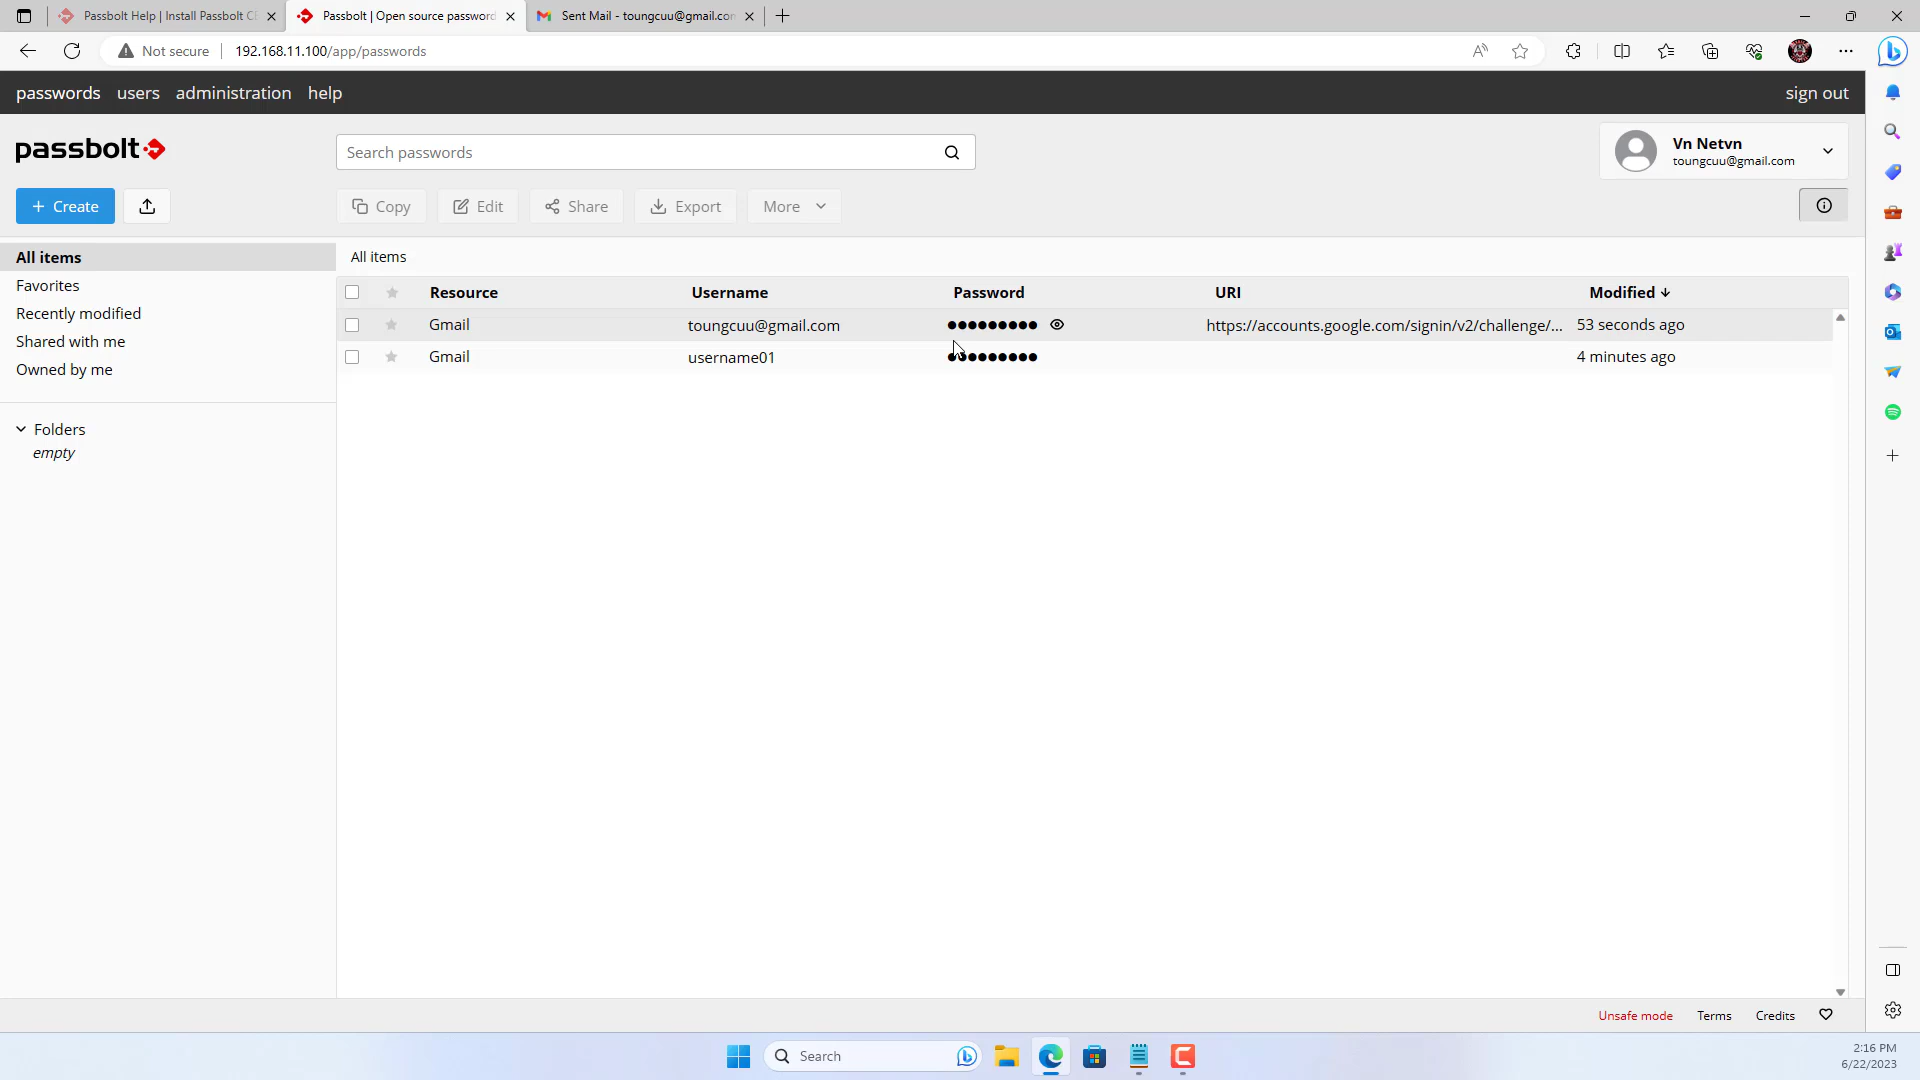 Passbolt Help | Install Passbolt CE
Passbolt | Open source password
Sent Mail - toungcuu@gmail.com
Not secure 192.168.11.100/app/passwords
passwords users administration help sign out
passbolt
Search passwords
Vn Netvn
toungcuu@gmail.com
Create Copy Edit Share Export More
All items
Favorites
Recently modified
Shared with me
Owned by me
Folders
empty
All items
Resource Username Password URI Modified
Gmail toungcuu@gmail.com ●●●●●●●●● https://accounts.google.com/signin/v2/challenge/... 53 seconds ago
Gmail username01 ●●●●●●●●● 4 minutes ago
Unsafe mode Terms Credits
Search
2:16 PM
6/22/2023